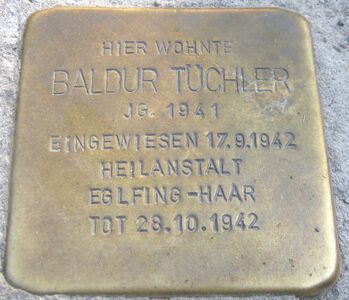 HIER WOHNTE
BALDUR TÜCHLER
JG. 1941
EINGEWIESEN 17.9.1942
HEILANSTALT
EGLFING-HAAR
TOT 28.10.1942